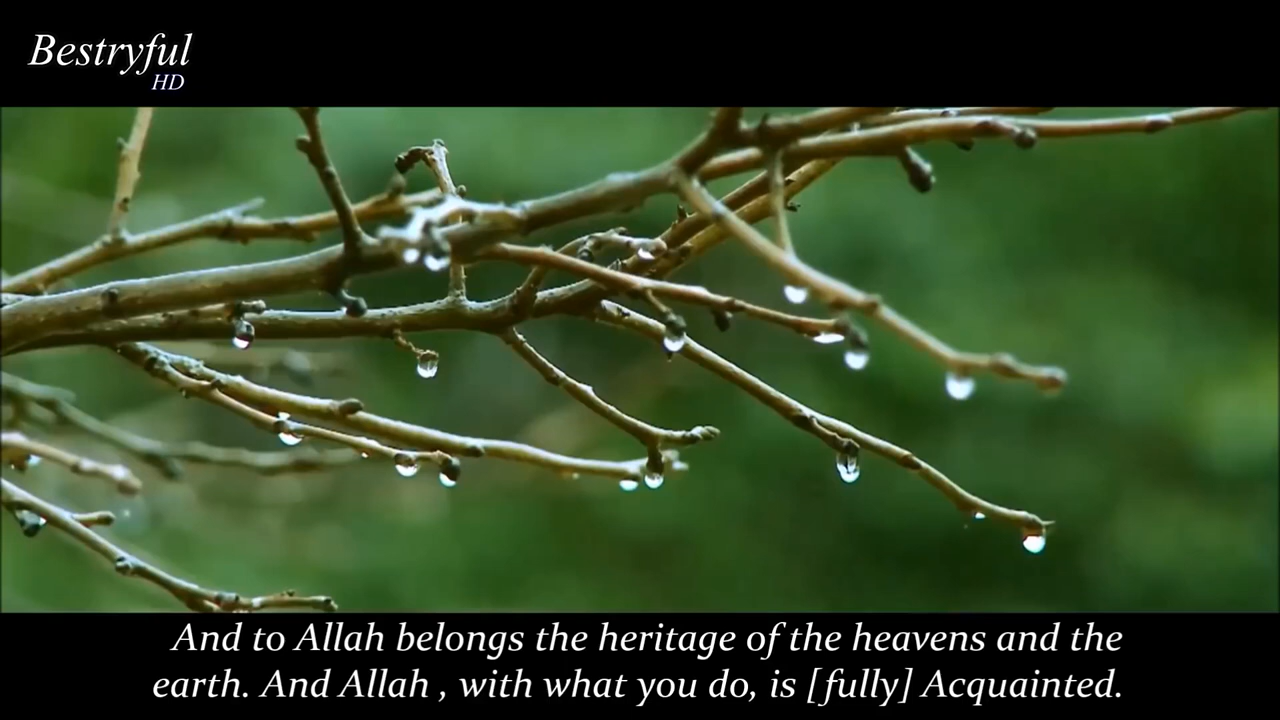 Bestryful
HD
And to Allah belongs the heritage of the heavens and the
earth. And Allah , with what you do, is [fully] Acquainted.